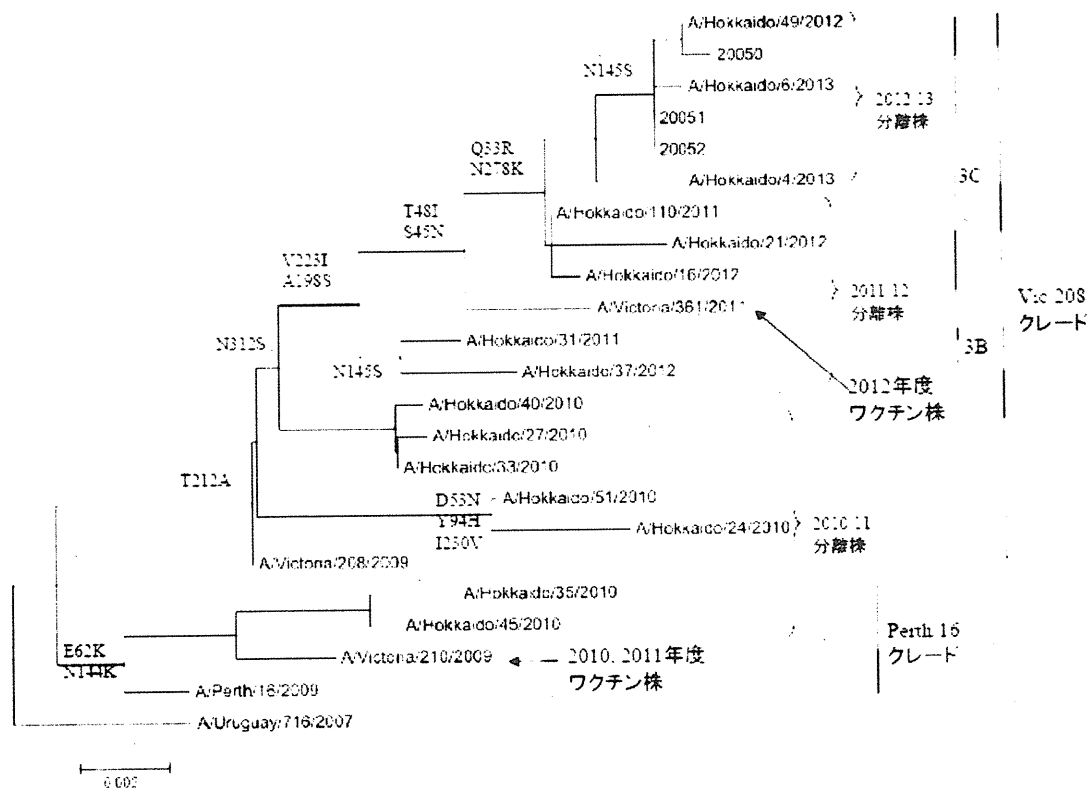 A/Hokkaido/49/2012
20050
N145S
A/Hokkaido/6/2013
2012-13
分離株
20051
20052
Q33R
N278K
A/Hokkaido/4/2013
3C
A/Hokkaido/110/2011
T48I
S45N
A/Hokkaido/21/2012
V223I
A198S
A/Hokkaido/16/2012
2011-12
分離株
Vic 208
クレード
A/Victoria/361/2011
N312S
A/Hokkaido/31/2011
3B
N145S
A/Hokkaido/37/2012
2012年度
ワクチン株
A/Hokkaido/40/2010
A/Hokkaido/27/2010
A/Hokkaido/33/2010
T212A
D53N
Y94H
I230V
A/Hokkaido/51/2010
A/Hokkaido/24/2010
2010-11
分離株
A/Victoria/208/2009
A/Hokkaido/35/2010
A/Hokkaido/45/2010
Perth 16
クレード
E62K
N144K
A/Victoria/210/2009
2010, 2011年度
ワクチン株
A/Perth/16/2009
A/Uruguay/716/2007
0.002